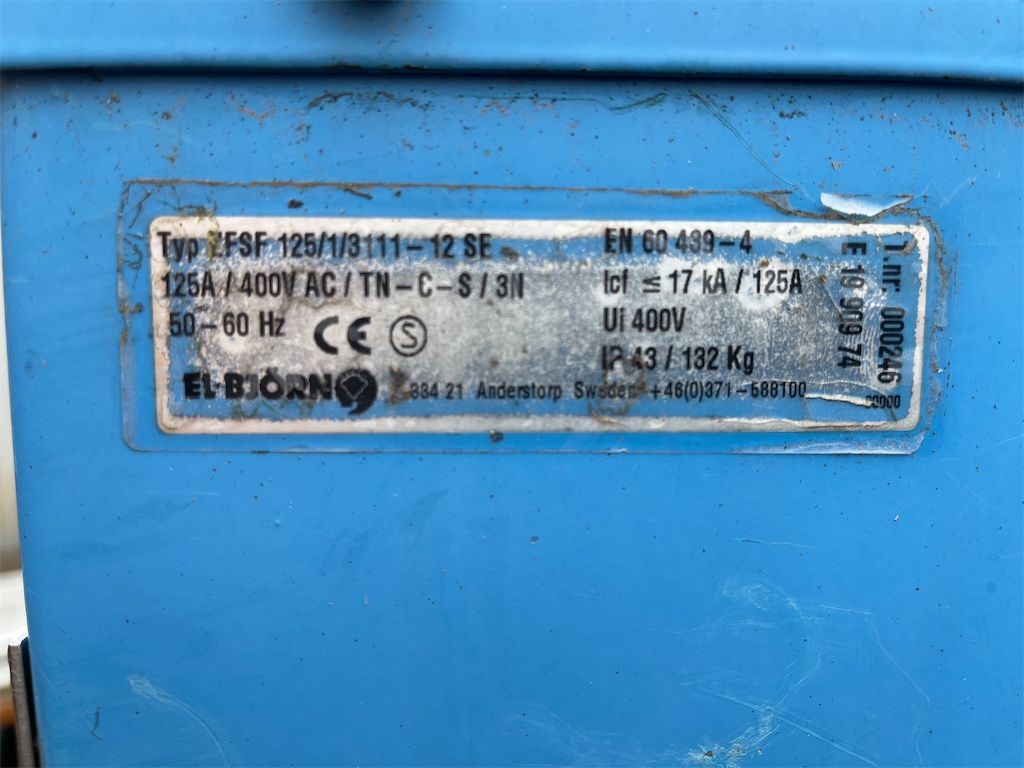 Typ EFSF 125/1/3111-12 SE
125A / 400V AC / TN-C-S / 3N
50-60 Hz CE S
EL-BJÖRN
334 21 Anderstorp Sweden +46(0)371-588100
EN 60 439-4
Icf ≤ 17 kA / 125A
Ui 400V
IP 43 / 132 Kg
E 19 909 74
T.nr. 000246